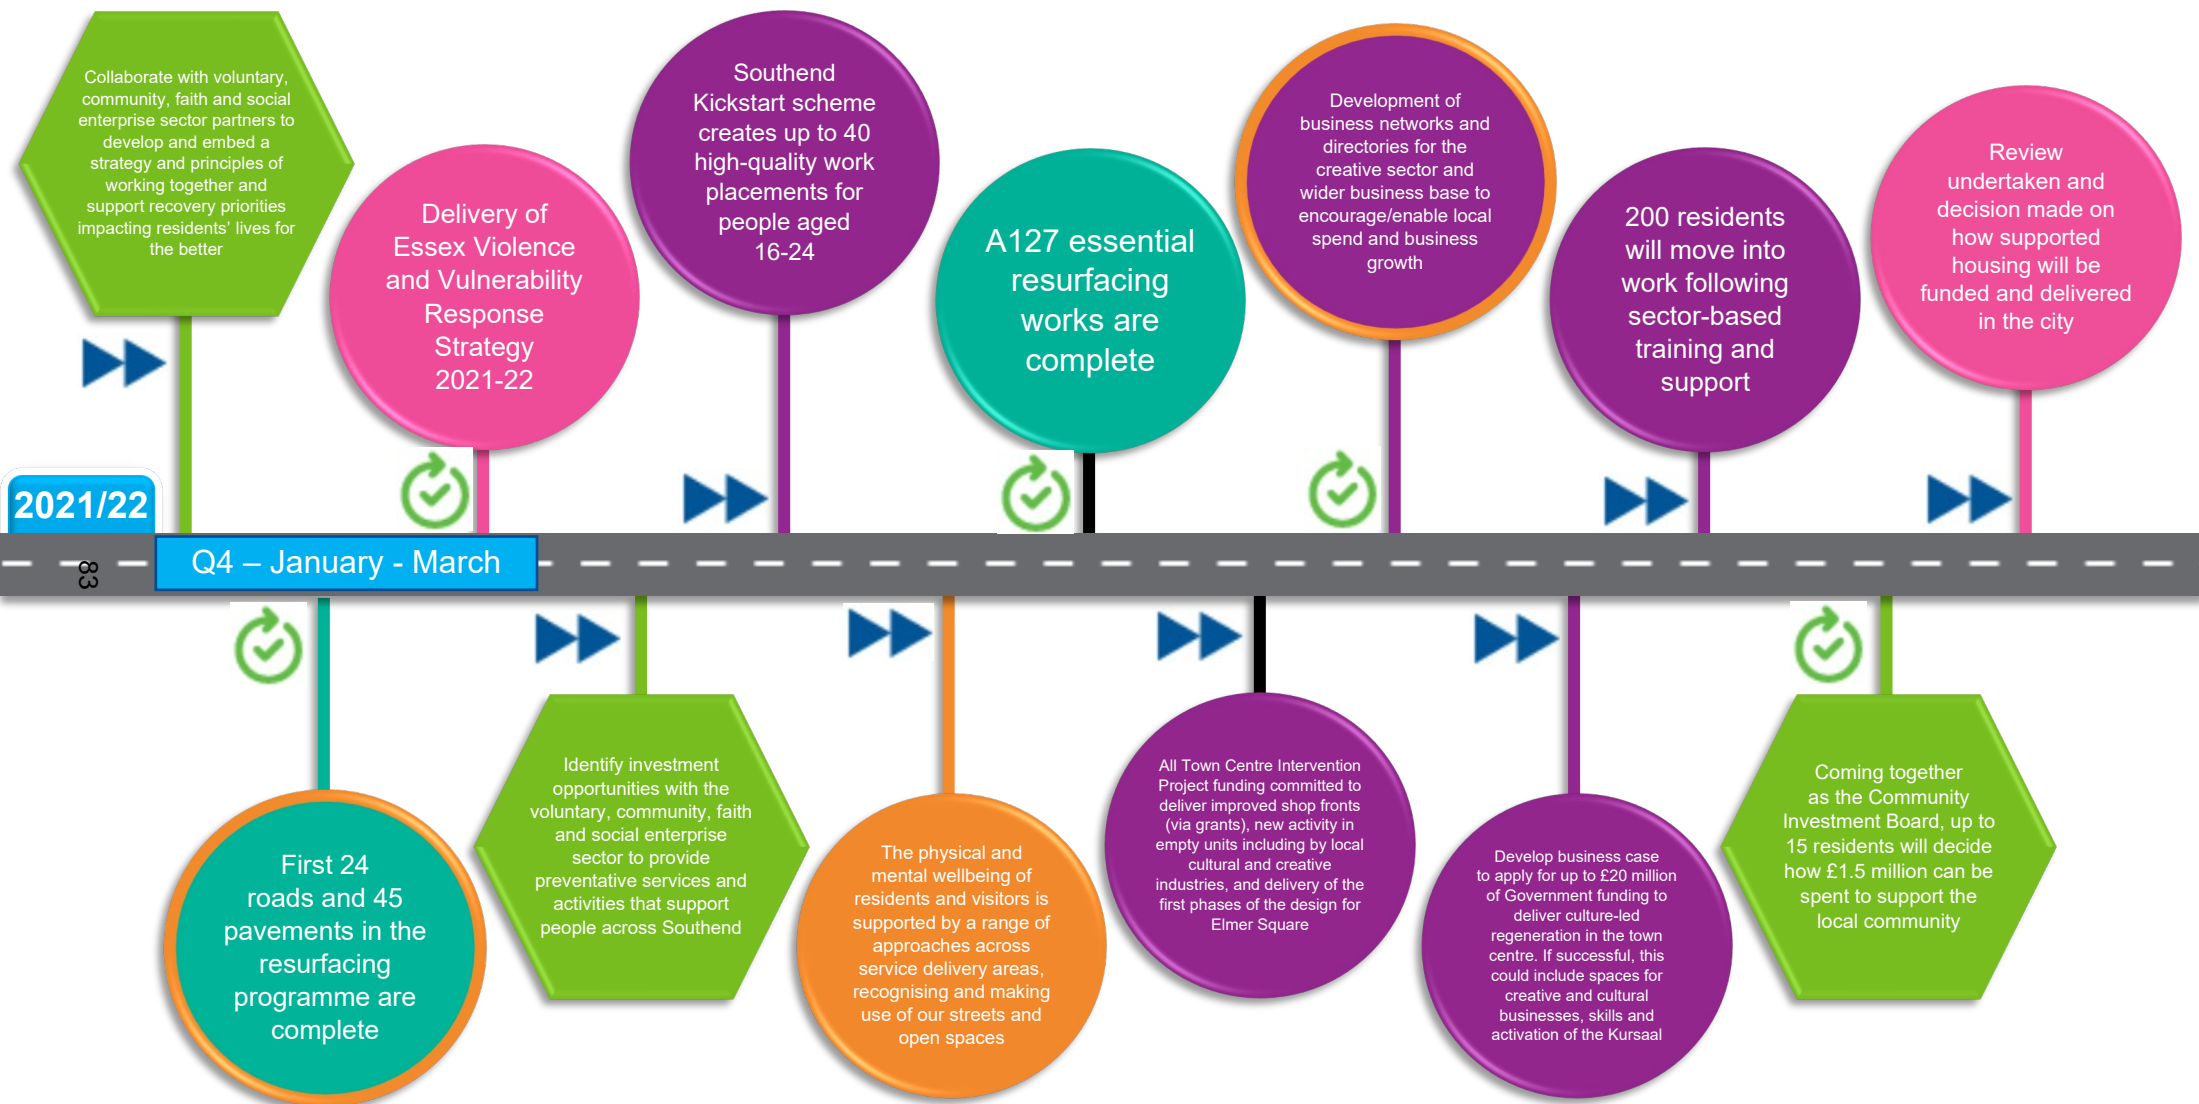 Collaborate with voluntary,
community, faith and social
enterprise sector partners to
develop and embed a
strategy and principles of
working together and
support recovery priorities
impacting residents' lives for
the better
Delivery of
Essex Violence
and Vulnerability
Response
Strategy
2021-22
Southend
Kickstart scheme
creates up to 40
high-quality work
placements for
people aged
16-24
A127 essential
resurfacing
works are
complete
Development of
business networks and
directories for the
creative sector and
wider business base to
encourage/enable local
spend and business
growth
200 residents
will move into
work following
sector-based
training and
support
Review
undertaken and
decision made on
how supported
housing will be
funded and delivered
in the city
2021/22
83
Q4 – January - March
First 24
roads and 45
pavements in the
resurfacing
programme are
complete
Identify investment
opportunities with the
voluntary, community, faith
and social enterprise
sector to provide
preventative services and
activities that support
people across Southend
The physical and
mental wellbeing of
residents and visitors is
supported by a range of
approaches across
service delivery areas,
recognising and making
use of our streets and
open spaces
All Town Centre Intervention
Project funding committed to
deliver improved shop fronts
(via grants), new activity in
empty units including by local
cultural and creative
industries, and delivery of the
first phases of the design for
Elmer Square
Develop business case
to apply for up to £20 million
of Government funding to
deliver culture-led
regeneration in the town
centre. If successful, this
could include spaces for
creative and cultural
businesses, skills and
activation of the Kursaal
Coming together
as the Community
Investment Board, up to
15 residents will decide
how £1.5 million can be
spent to support the
local community